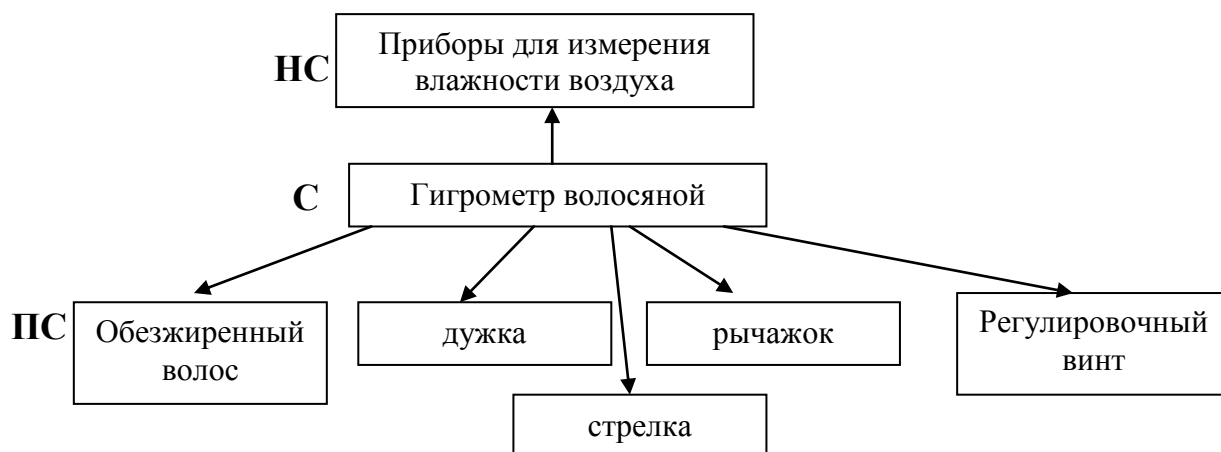 НС
Приборы для измерения
влажности воздуха
С
Гигрометр волосяной
ПС
Обезжиренный
волос
дужка
рычажок
Регулировочный
винт
стрелка